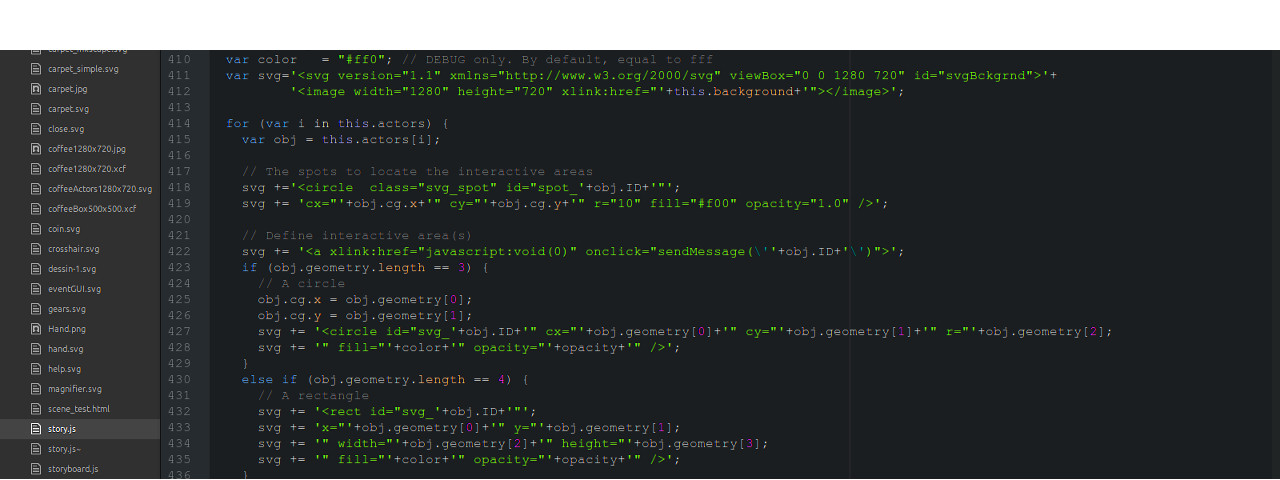 carpet_inkscape.svg
carpet_simple.svg
carpet.jpg
carpet.svg
close.svg
coffee1280x720.jpg
coffee1280x720.xcf
coffeeActors1280x720.svg
coffeeBox500x500.xcf
coin.svg
crosshair.svg
dessin-1.svg
eventGUI.svg
gears.svg
Hand.png
hand.svg
help.svg
magnifier.svg
scene_test.html
story.js
story.js~
storyboard.js
410 var color   = "#ff0"; // DEBUG only. By default, equal to fff
411 var svg='<svg version="1.1" xmlns="http://www.w3.org/2000/svg" viewBox="0 0 1280 720" id="svgBckgrnd">'+
412         '<image width="1280" height="720" xlink:href="'+this.background+'"></image>';
413
414 for (var i in this.actors) {
415   var obj = this.actors[i];
416
417   // The spots to locate the interactive areas
418   svg +='<circle  class="svg_spot" id="spot_'+obj.ID+'"';
419   svg += 'cx="'+obj.cg.x+'" cy="'+obj.cg.y+'" r="10" fill="#f00" opacity="1.0" />';
420
421   // Define interactive area(s)
422   svg += '<a xlink:href="javascript:void(0)" onclick="sendMessage(\''+obj.ID+'\')">';
423   if (obj.geometry.length == 3) {
424     // A circle
425     obj.cg.x = obj.geometry[0];
426     obj.cg.y = obj.geometry[1];
427     svg += '<circle id="svg_'+obj.ID+'" cx="'+obj.geometry[0]+'" cy="'+obj.geometry[1]+'" r="'+obj.geometry[2];
428     svg += '" fill="'+color+'" opacity="'+opacity+'" />';
429   }
430   else if (obj.geometry.length == 4) {
431     // A rectangle
432     svg += '<rect id="svg_'+obj.ID+'"';
433     svg += 'x="'+obj.geometry[0]+'" y="'+obj.geometry[1];
434     svg += '" width="'+obj.geometry[2]+'" height="'+obj.geometry[3];
435     svg += '" fill="'+color+'" opacity="'+opacity+'" />';
436   }